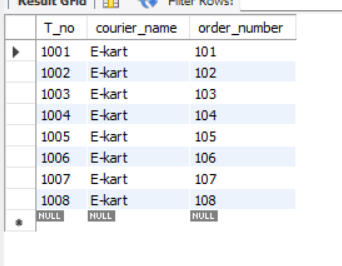 Result Grid Filter Rows:
T_no courier_name order_number
1001 E-kart 101
1002 E-kart 102
1003 E-kart 103
1004 E-kart 104
1005 E-kart 105
1006 E-kart 106
1007 E-kart 107
1008 E-kart 108
NULL NULL NULL